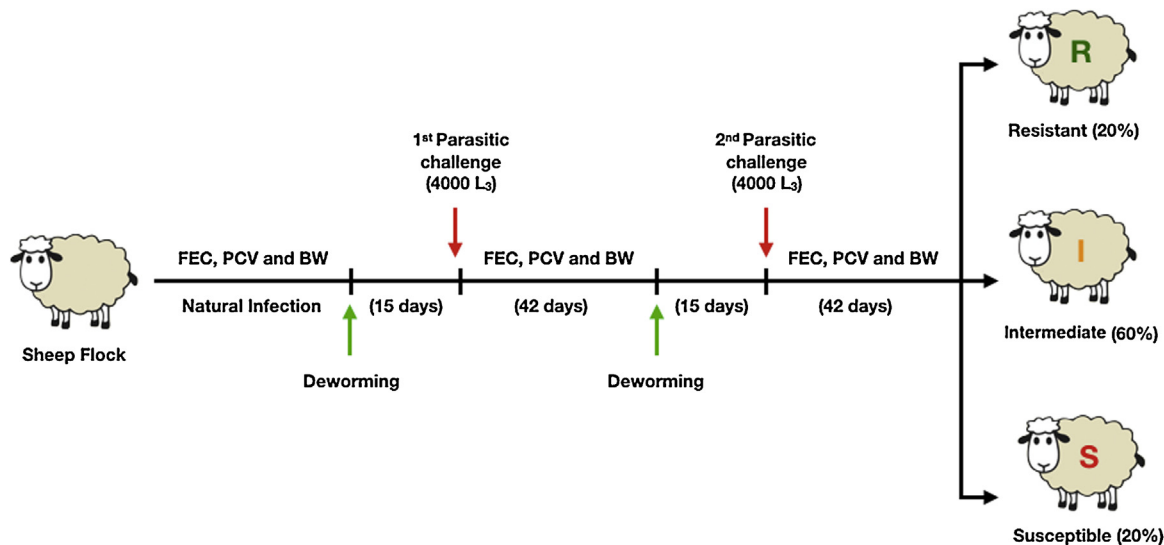 R
Resistant (20%)
1st Parasitic
challenge
(4000 L3)
2nd Parasitic
challenge
(4000 L3)
FEC, PCV and BW
FEC, PCV and BW
FEC, PCV and BW
I
Natural Infection
(15 days)
(42 days)
(15 days)
(42 days)
Intermediate (60%)
Sheep Flock
Deworming
Deworming
S
Susceptible (20%)